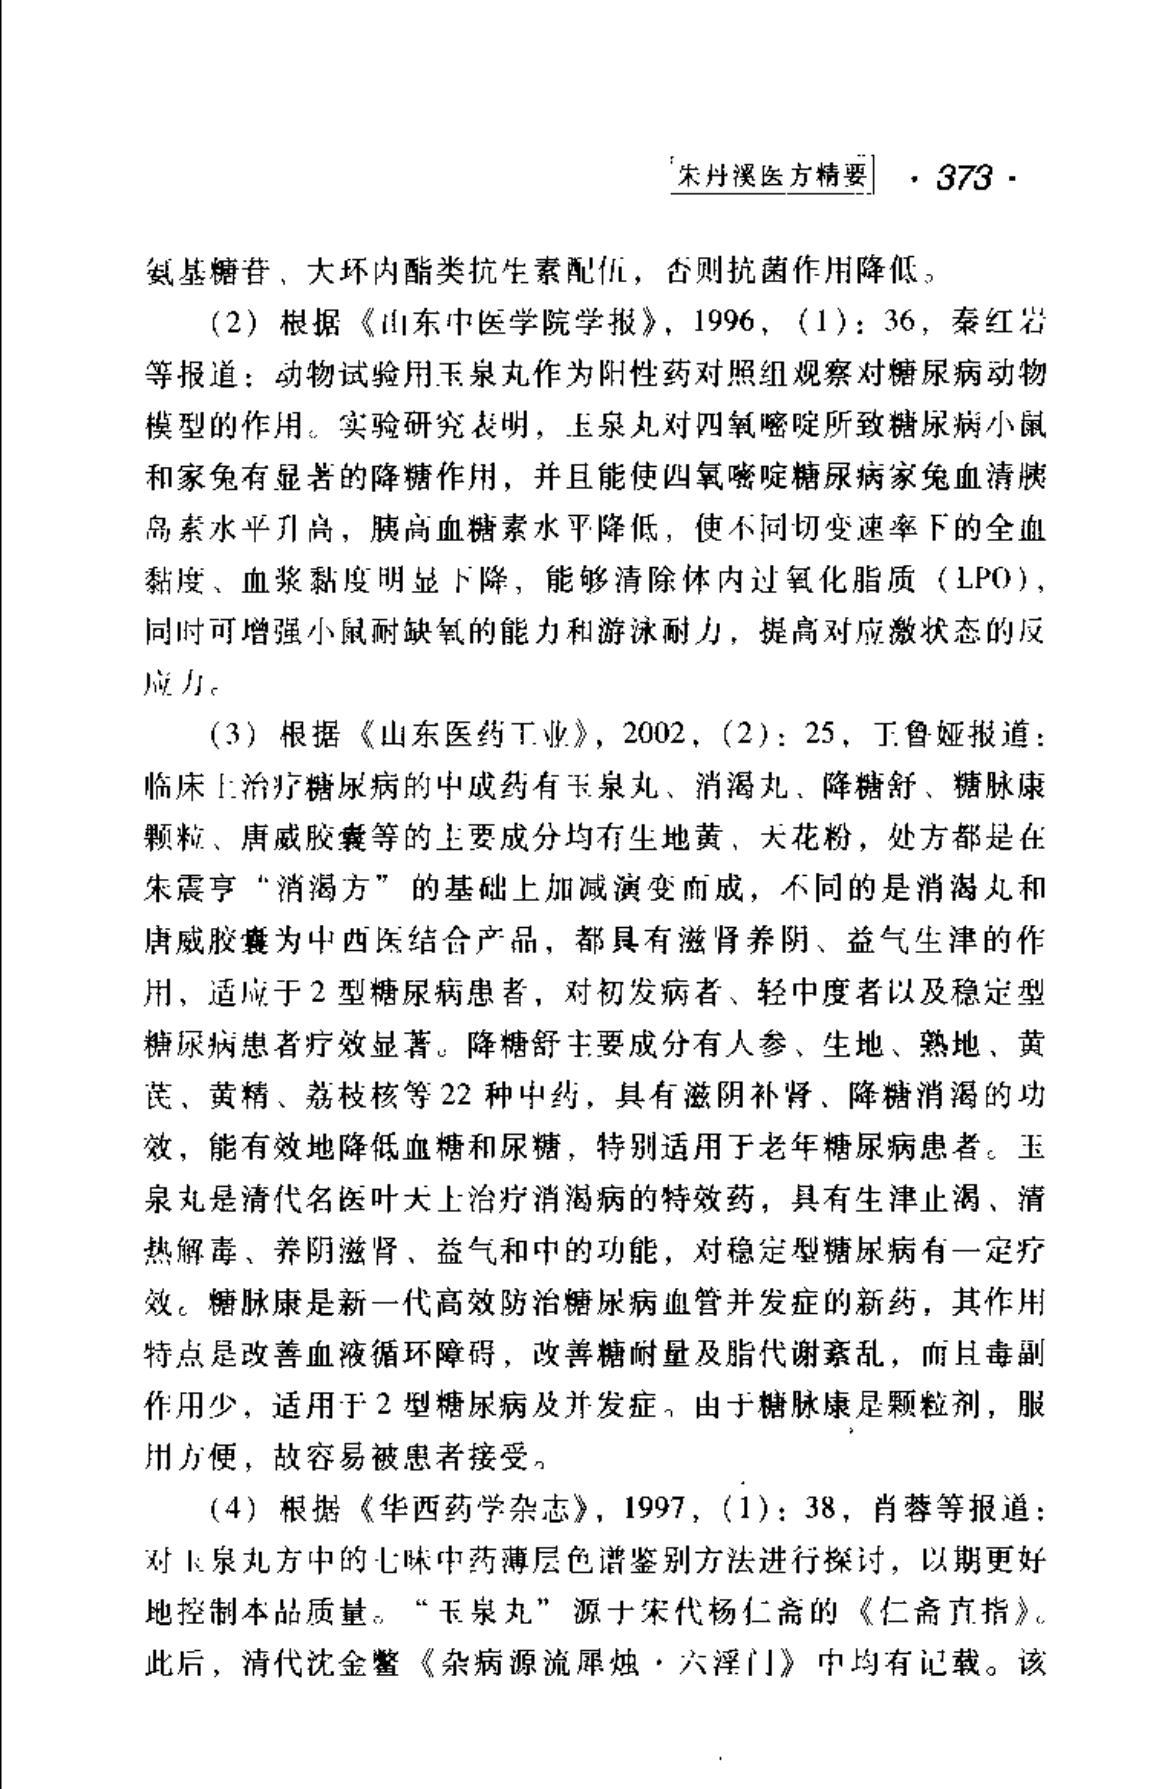 朱丹溪医方精要 · 373 ·
氨基糖苷、大环内酯类抗生素配伍，否则抗菌作用降低。
(2) 根据《山东中医学院学报》，1996，(1)：36，秦红岩
等报道：动物试验用玉泉丸作为阳性药对照组观察对糖尿病动物
模型的作用。实验研究表明，玉泉丸对四氧嘧啶所致糖尿病小鼠
和家兔有显著的降糖作用，并且能使四氧嘧啶糖尿病家兔血清胰
岛素水平升高，胰高血糖素水平降低，使不同切变速率下的全血
黏度、血浆黏度明显下降，能够清除体内过氧化脂质（LPO），
同时可增强小鼠耐缺氧的能力和游泳耐力，提高对应激状态的反
应力。
(3) 根据《山东医药工业》，2002，(2)：25，王鲁娅报道：
临床上治疗糖尿病的中成药有玉泉丸、消渴丸、降糖舒、糖脉康
颗粒、唐威胶囊等的主要成分均有生地黄、天花粉，处方都是在
朱震亨“消渴方”的基础上加减演变而成，不同的是消渴丸和
唐威胶囊为中西医结合产品，都具有滋肾养阴、益气生津的作
用，适应于2型糖尿病患者，对初发病者、轻中度者以及稳定型
糖尿病患者疗效显著。降糖舒主要成分有人参、生地、熟地、黄
芪、黄精、荔枝核等22种中药，具有滋阴补肾、降糖消渴的功
效，能有效地降低血糖和尿糖，特别适用于老年糖尿病患者。玉
泉丸是清代名医叶天士治疗消渴病的特效药，具有生津止渴、清
热解毒、养阴滋肾、益气和中的功能，对稳定型糖尿病有一定疗
效。糖脉康是新一代高效防治糖尿病血管并发症的新药，其作用
特点是改善血液循环障碍，改善糖耐量及脂代谢紊乱，而且毒副
作用少，适用于2型糖尿病及并发症。由于糖脉康是颗粒剂，服
用方便，故容易被患者接受。
(4) 根据《华西药学杂志》，1997，(1)：38，肖蓉等报道：
对玉泉丸方中的七味中药薄层色谱鉴别方法进行探讨，以期更好
地控制本品质量。“玉泉丸”源于宋代杨仁斋的《仁斋直指》。
此后，清代沈金鳌《杂病源流犀烛·六淫门》中均有记载。该